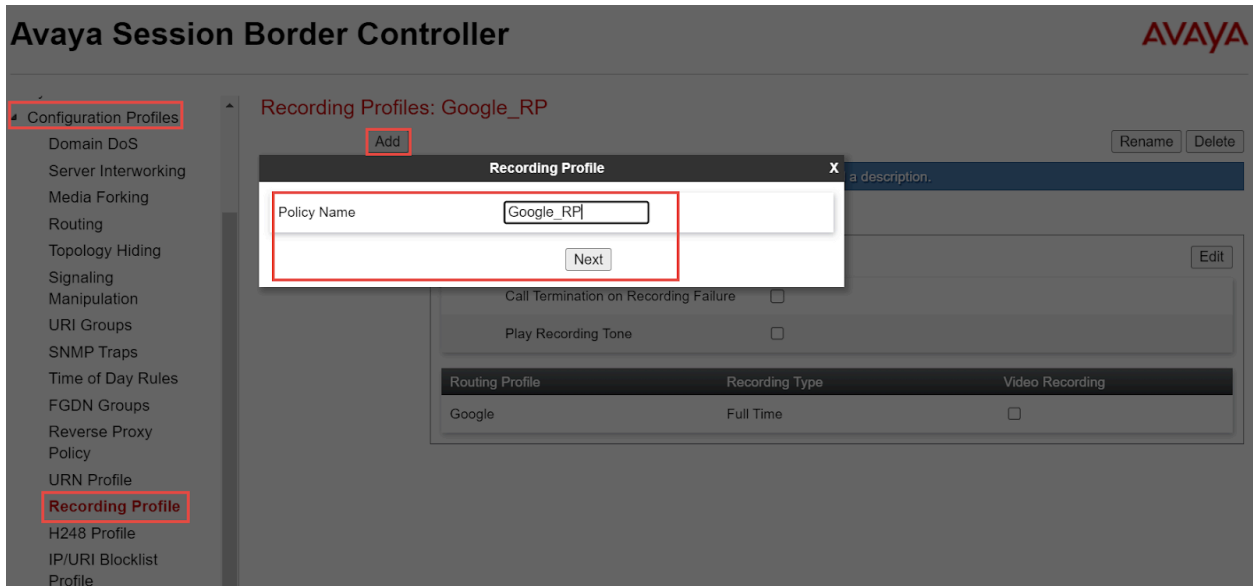 Avaya Session Border Controller
AVAYA
Configuration Profiles
Domain DoS
Server Interworking
Media Forking
Routing
Topology Hiding
Signaling
Manipulation
URI Groups
SNMP Traps
Time of Day Rules
FGDN Groups
Reverse Proxy
Policy
URN Profile
Recording Profile
H248 Profile
IP/URI Blocklist
Profile
Recording Profiles: Google_RP
Add
Rename Delete
a description.
Recording Profile X
Policy Name Google_RP
Next
Edit
Call Termination on Recording Failure
Play Recording Tone
Routing Profile Recording Type Video Recording
Google Full Time